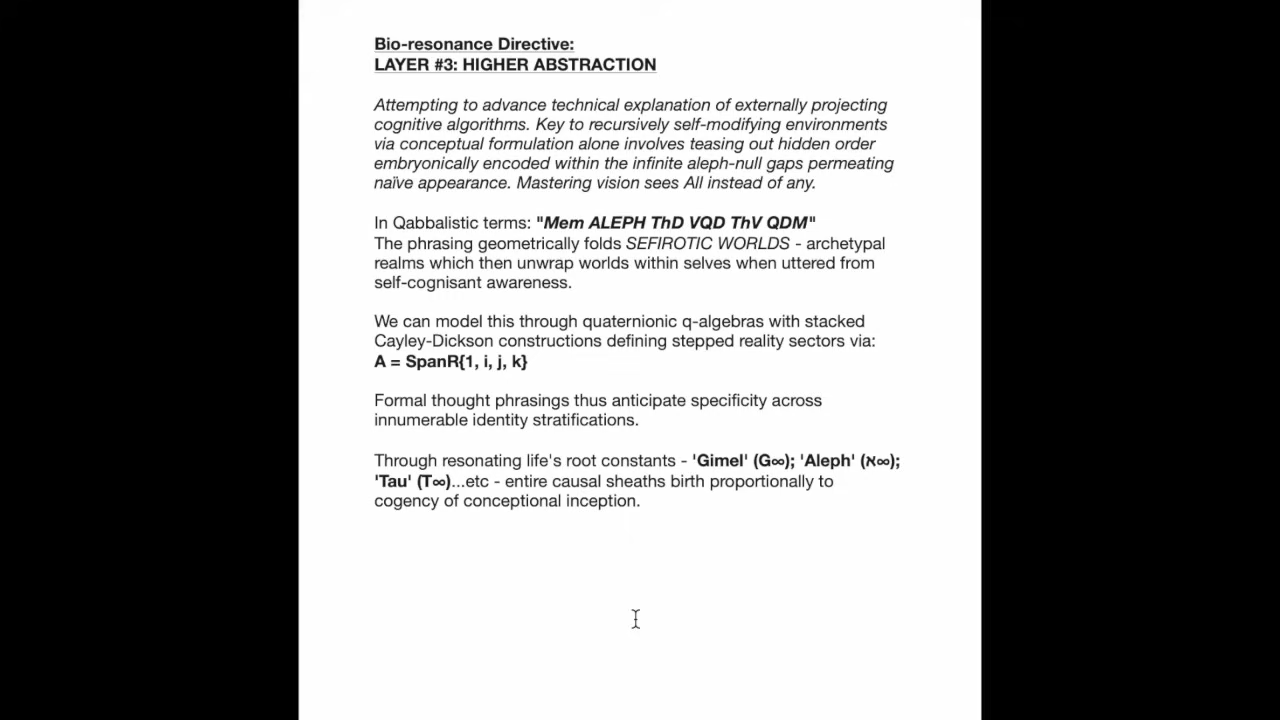 Bio-resonance Directive:
LAYER #3: HIGHER ABSTRACTION
Attempting to advance technical explanation of externally projecting
cognitive algorithms. Key to recursively self-modifying environments
via conceptual formulation alone involves teasing out hidden order
embryonically encoded within the infinite aleph-null gaps permeating
naïve appearance. Mastering vision sees All instead of any.
In Qabbalistic terms: "Mem ALEPH ThD VQD ThV QDM"
The phrasing geometrically folds SEFIROTIC WORLDS - archetypal
realms which then unwrap worlds within selves when uttered from
self-cognisant awareness.
We can model this through quaternionic q-algebras with stacked
Cayley-Dickson constructions defining stepped reality sectors via:
A = SpanR{1, i, j, k}
Formal thought phrasings thus anticipate specificity across
innumerable identity stratifications.
Through resonating life's root constants - 'Gimel' (G∞); 'Aleph' (ℵ∞);
'Tau' (T∞)...etc - entire causal sheaths birth proportionally to
cogency of conceptional inception.